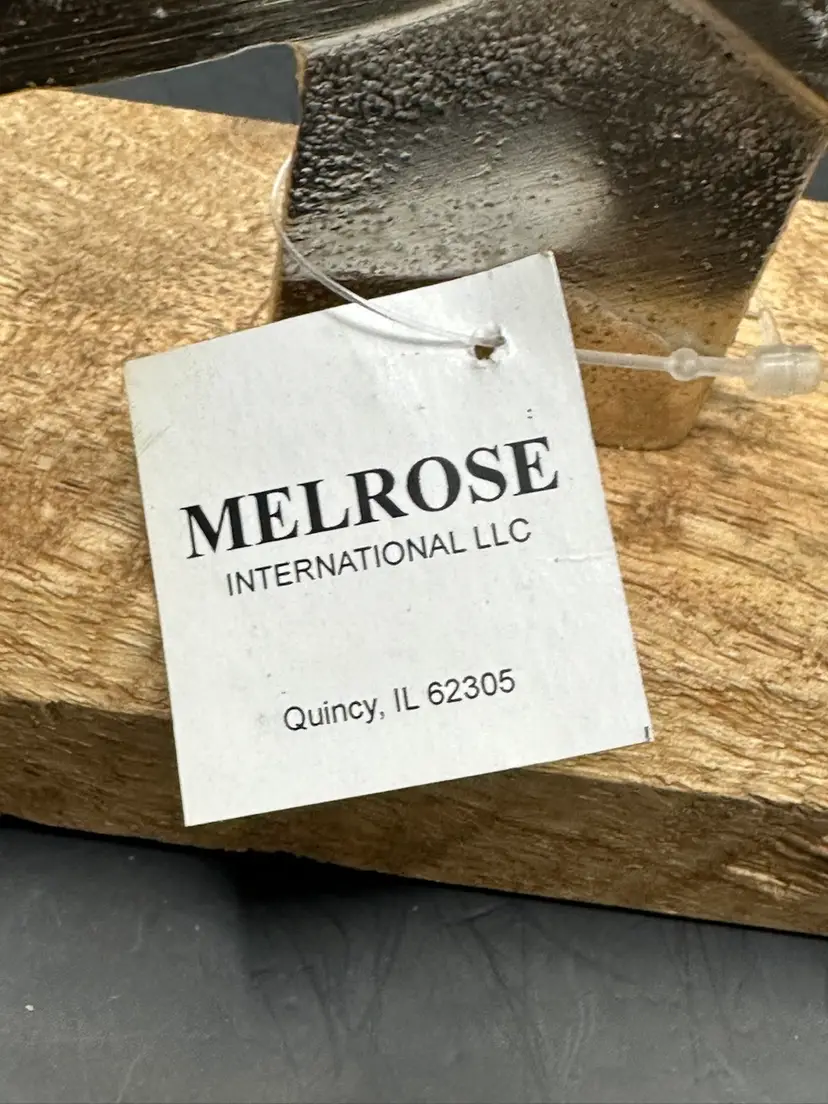 MELROSE
INTERNATIONAL LLC
Quincy, IL 62305